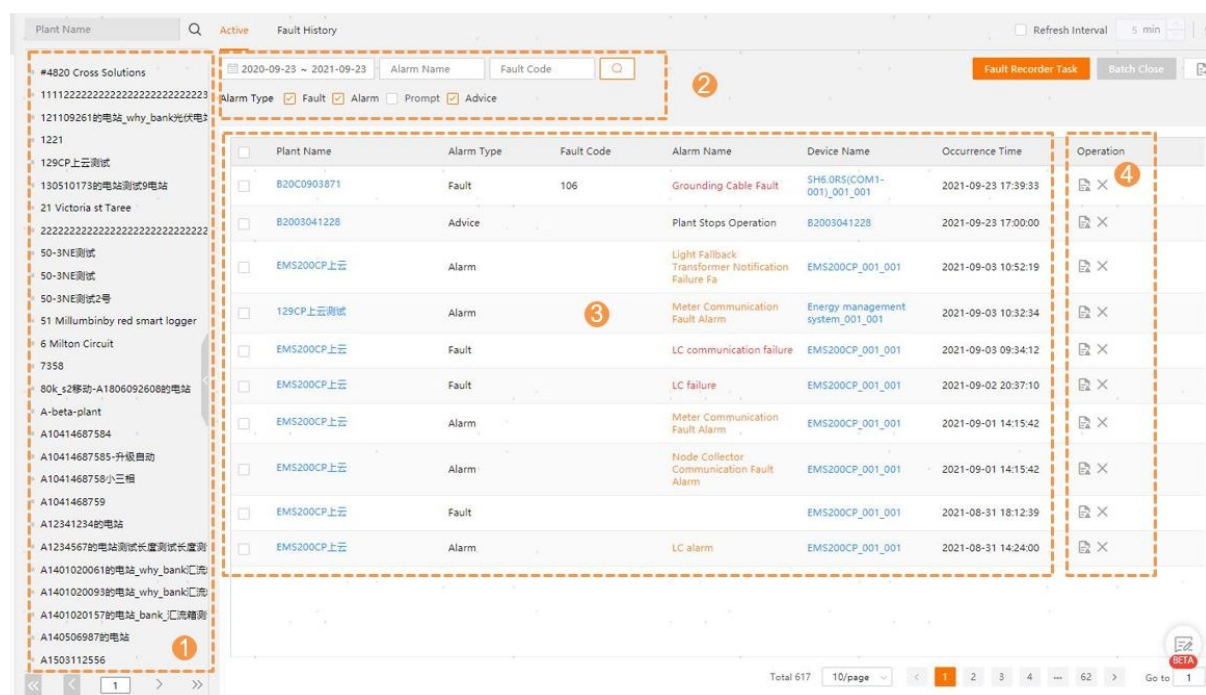 Plant Name
Active
Fault History
Refresh Interval
5 min
#4820 Cross Solutions
121109261的电站_why_bank光伏电
1221
129CP上云测试
130510173的电站测试9电站
21 Victoria st Taree
50-3NE测试
50-3NE测试
50-3NE测试2号
51 Millumbinby red smart logger
6 Milton Circuit
7358
80k_s2移动-A1806092608的电站
A-beta-plant
A10414687584
A10414687585-升级自动
A1041468758小三相
A1041468759
A12341234的电站
A1234567的电站测试长度测试长度测
A1401020061的电站_why_bank汇流
A1401020093的电站_why_bank汇流
A1401020157的电站_bank_汇流箱测
A140506987的电站
A1503112556
1
1
2020-09-23 ~ 2021-09-23
Alarm Name
Fault Code
2
Fault Recorder Task
Batch Close
Alarm Type
Fault
Alarm
Prompt
Advice
Plant Name
Alarm Type
Fault Code
Alarm Name
Device Name
Occurrence Time
Operation
4
B20C0903871
Fault
106
Grounding Cable Fault
SH6.0RS(COM1-
001)_001_001
2021-09-23 17:39:33
B2003041228
Advice
Plant Stops Operation
B2003041228
2021-09-23 17:00:00
EMS200CP上云
Alarm
Light Fallback
Transformer Notification
Failure Fa
EMS200CP_001_001
2021-09-03 10:52:19
129CP上云测试
Alarm
3
Meter Communication
Fault Alarm
Energy management
system_001_001
2021-09-03 10:32:34
EMS200CP上云
Fault
LC communication failure
EMS200CP_001_001
2021-09-03 09:34:12
EMS200CP上云
Fault
LC failure
EMS200CP_001_001
2021-09-02 20:37:10
EMS200CP上云
Alarm
Meter Communication
Fault Alarm
EMS200CP_001_001
2021-09-01 14:15:42
EMS200CP上云
Alarm
Node Collector
Communication Fault
Alarm
EMS200CP_001_001
2021-09-01 14:15:42
EMS200CP上云
Fault
EMS200CP_001_001
2021-08-31 18:12:39
EMS200CP上云
Alarm
LC alarm
EMS200CP_001_001
2021-08-31 14:24:00
BETA
Total 617
10/page
1
2
3
4
...
62
Go to
1